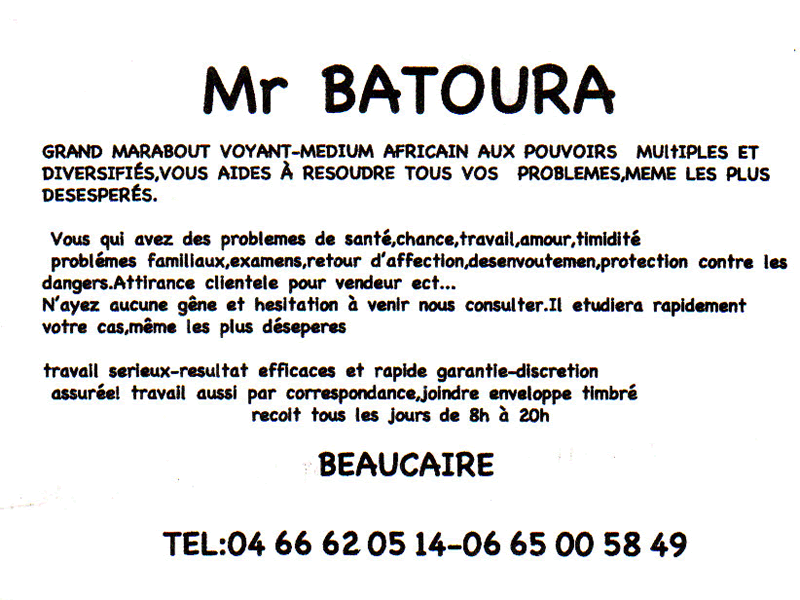 Mr BATOURA
GRAND MARABOUT VOYANT-MEDIUM AFRICAIN AUX POUVOIRS MUltIPLES ET
DIVERSIFIÉS,VOUS AIDES À RESOUDRE TOUS VOS PROBLEMES,MEME LES PLUS
DESESPERÉS.
Vous qui avez des problemes de santé,chance,travail,amour,timidité
problémes familiaux,examens,retour d'affection,desenvoutemen,protection contre les
dangers.Attirance clientele pour vendeur ect...
N'ayez aucune gêne et hesitation à venir nous consulter.Il etudiera rapidement
votre cas,même les plus déseperes
travail serieux-resultat efficaces et rapide garantie-discretion
assurée! travail aussi par correspondance,joindre enveloppe timbré
recoit tous les jours de 8h à 20h
BEAUCAIRE
TEL:04 66 62 05 14-06 65 00 58 49